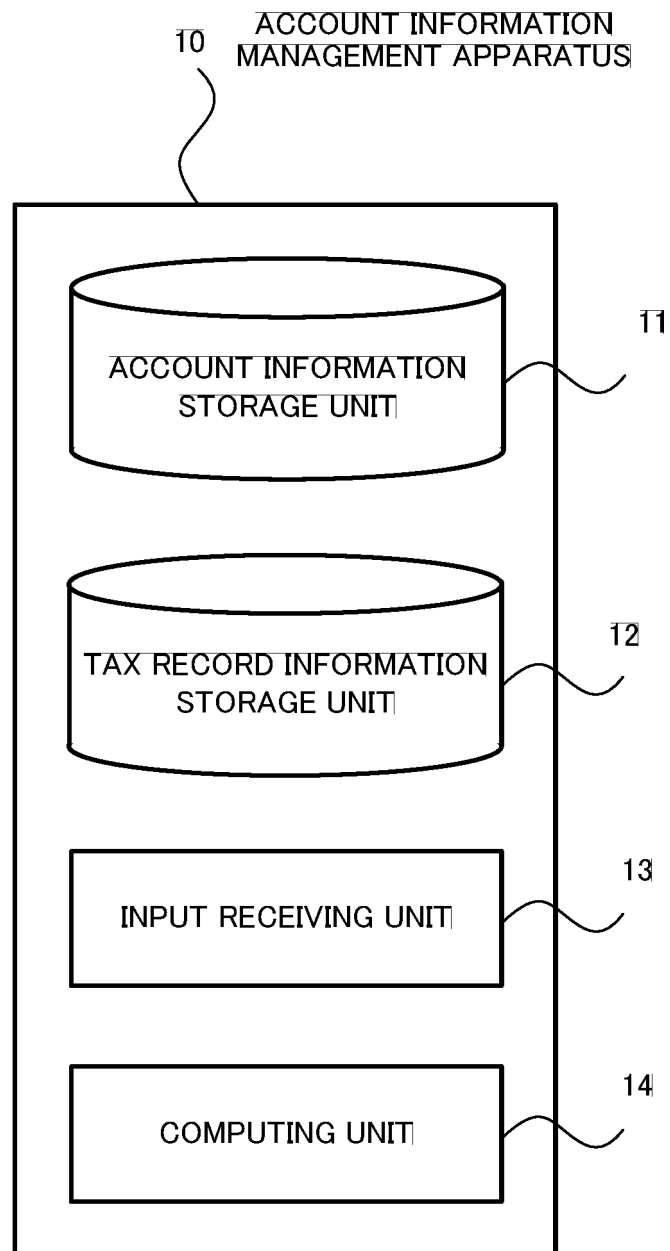 10
ACCOUNT INFORMATION
MANAGEMENT APPARATUS
11
ACCOUNT INFORMATION
STORAGE UNIT
12
TAX RECORD INFORMATION
STORAGE UNIT
13
INPUT RECEIVING UNIT
14
COMPUTING UNIT